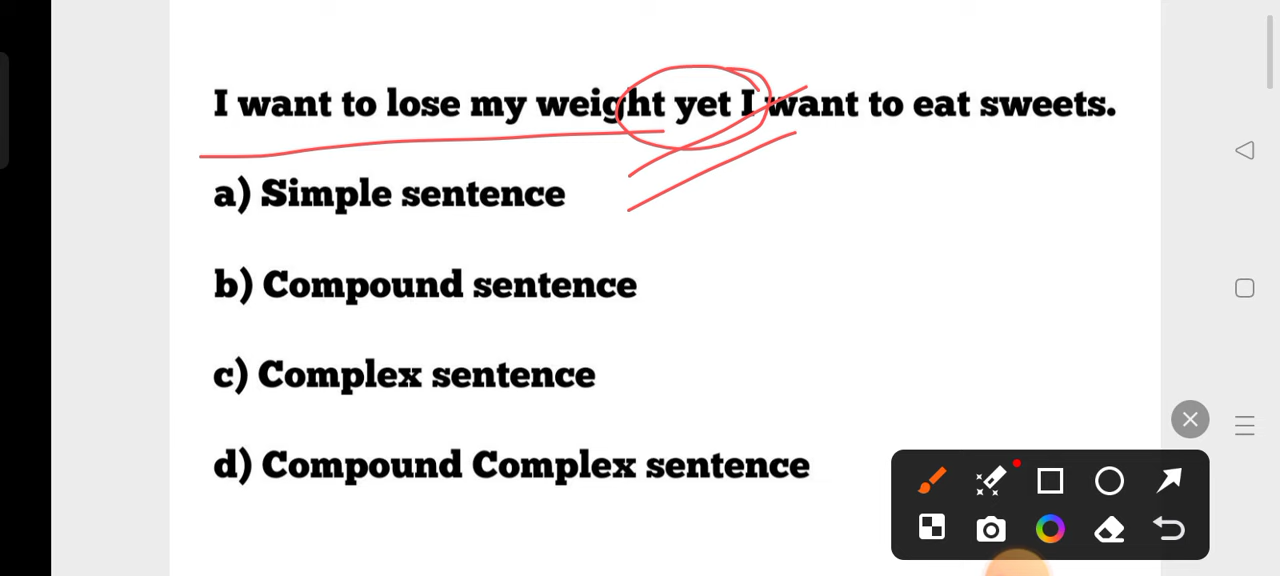 I want to lose my weight yet I want to eat sweets.
a) Simple sentence
b) Compound sentence
c) Complex sentence
d) Compound Complex sentence